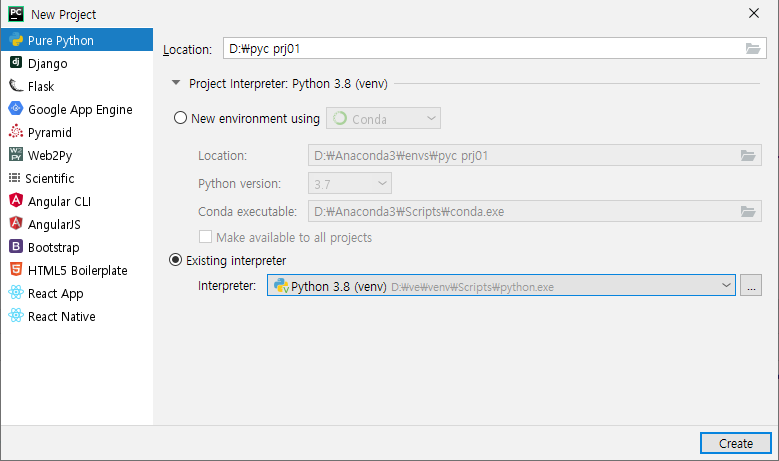 New Project
Pure Python
Django
Flask
Google App Engine
Pyramid
Web2Py
Scientific
Angular CLI
AngularJS
Bootstrap
HTML5 Boilerplate
React App
React Native
Location: D:₩pyc prj01
Project Interpreter: Python 3.8 (venv)
New environment using Conda
Location: D:₩Anaconda3₩envs₩pyc prj01
Python version: 3.7
Conda executable: D:₩Anaconda3₩Scripts₩conda.exe
Make available to all projects
Existing interpreter
Interpreter: Python 3.8 (venv) D:₩ve₩venv₩Scripts₩python.exe ...
Create